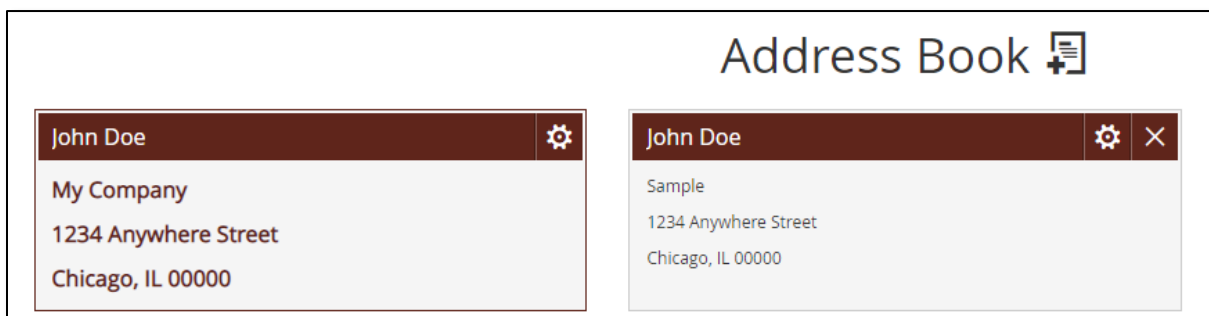 Address Book
John Doe
My Company
1234 Anywhere Street
Chicago, IL 00000
John Doe
Sample
1234 Anywhere Street
Chicago, IL 00000